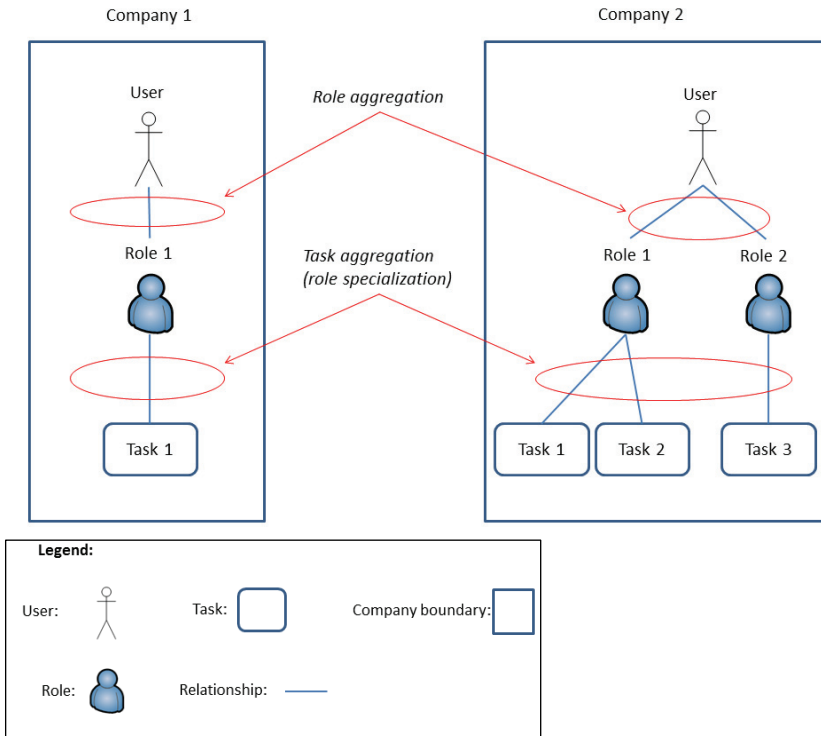 Company 1
Company 2
User
Role aggregation
User
Role 1
Task aggregation
(role specialization)
Role 1
Role 2
Task 1
Task 1
Task 2
Task 3
Legend:
User:
Task:
Company boundary:
Role:
Relationship: